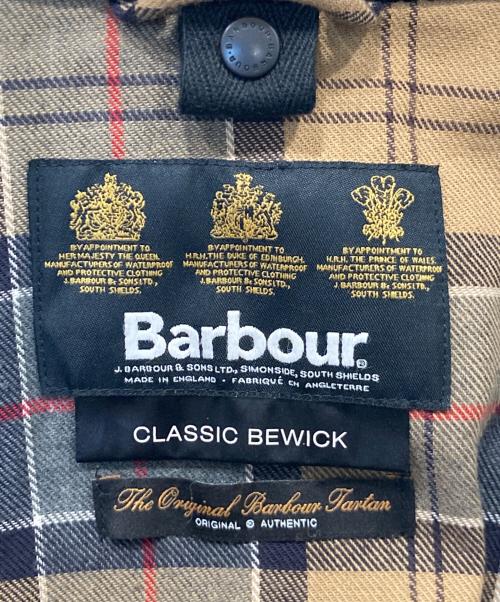 BARBOUR BARBOUR
BY APPOINTMENT TO
HER MAJESTY THE QUEEN.
MANUFACTURERS OF WATERPROOF
AND PROTECTIVE CLOTHING
J. BARBOUR & SONS LTD.,
SOUTH SHIELDS.
BY APPOINTMENT TO
H.R.H. THE DUKE OF EDINBURGH.
MANUFACTURERS OF WATERPROOF
AND PROTECTIVE CLOTHING
J. BARBOUR & SONS LTD.,
SOUTH SHIELDS.
BY APPOINTMENT TO
H.R.H. THE PRINCE OF WALES.
MANUFACTURERS OF WATERPROOF
AND PROTECTIVE CLOTHING
J. BARBOUR & SONS LTD.,
SOUTH SHIELDS.
Barbour®
J. BARBOUR & SONS LTD., SIMONSIDE, SOUTH SHIELDS
MADE IN ENGLAND • FABRIQUÉ EN ANGLETERRE
CLASSIC BEWICK
The Original Barbour Tartan
ORIGINAL © AUTHENTIC